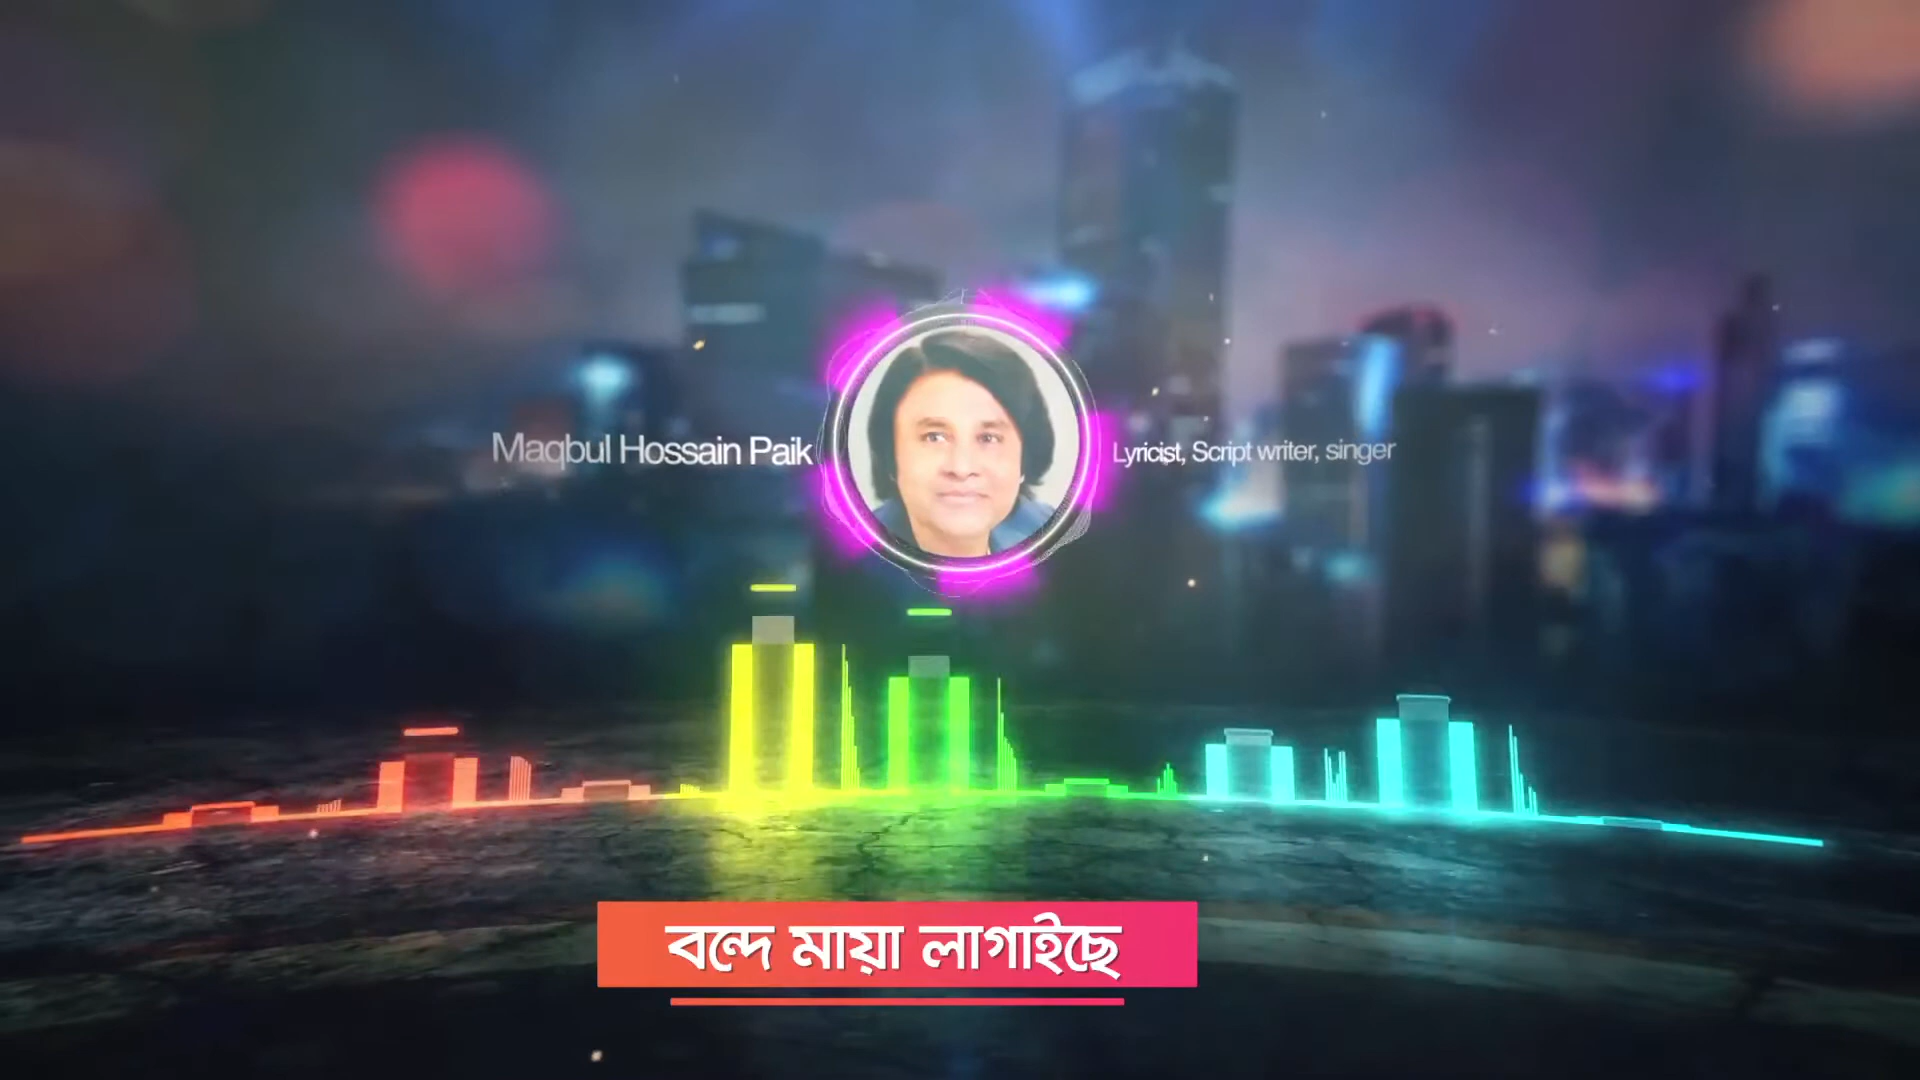 Maqbul Hossain Paik
Lyricist, Script writer, singer
বন্দে মায়া লাগাইছে